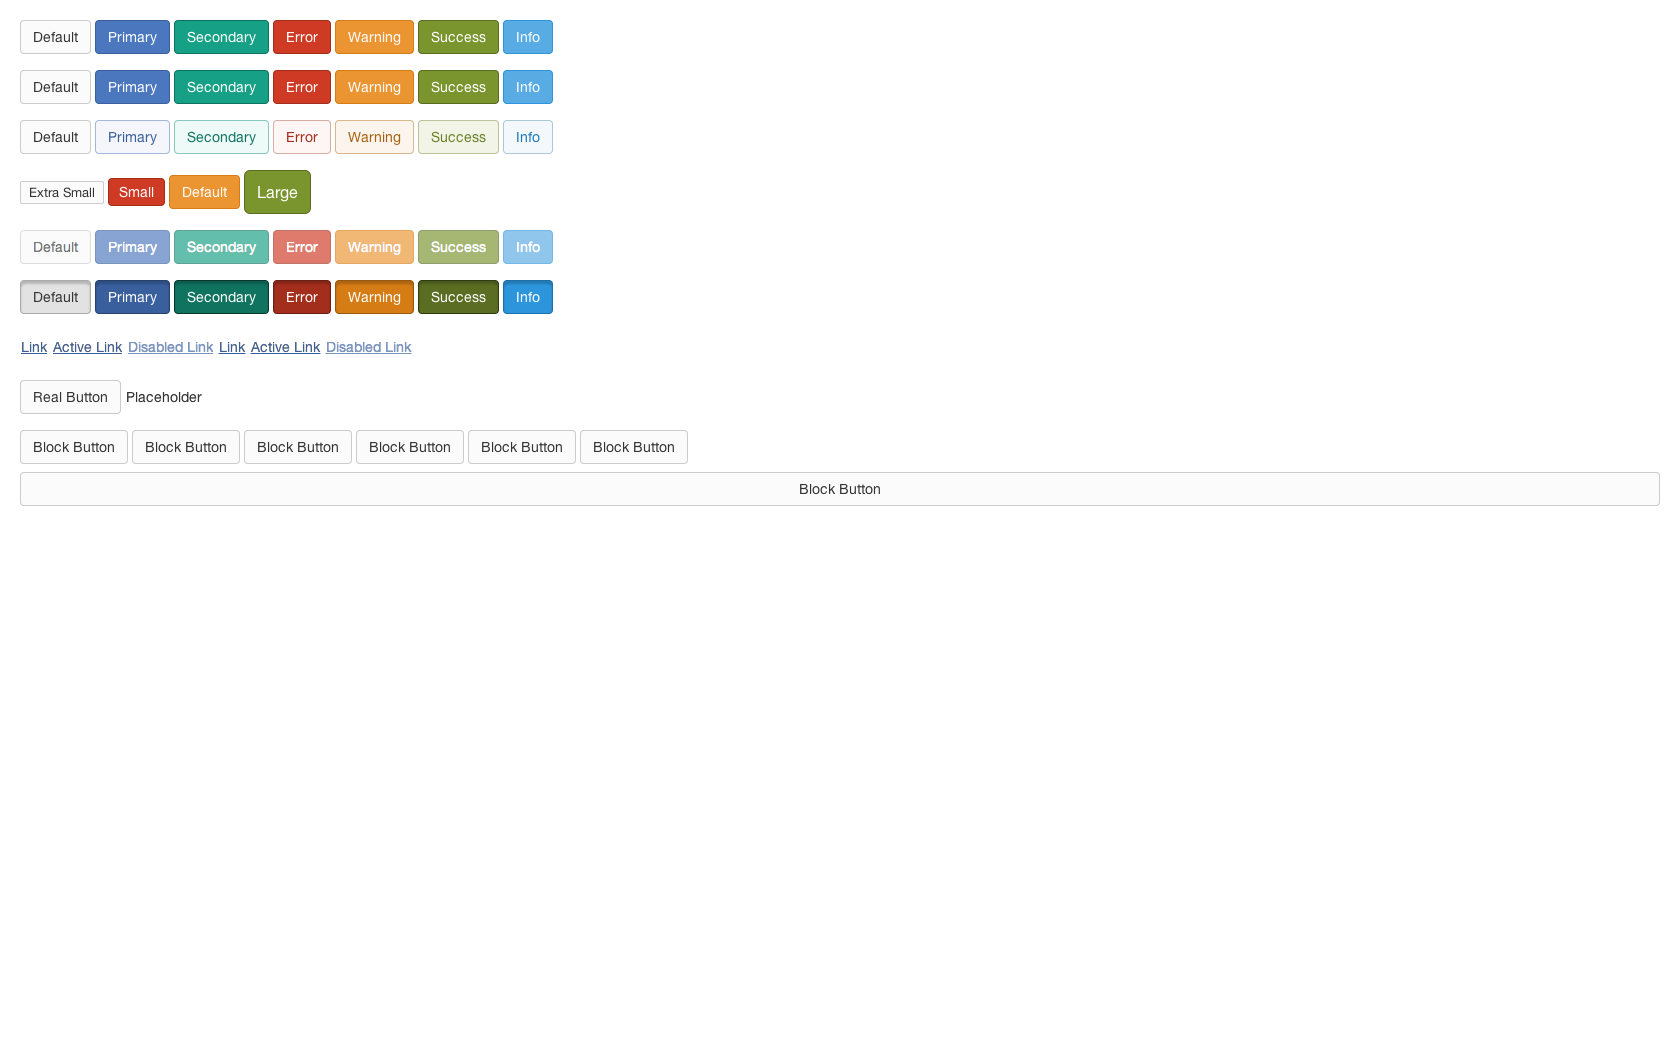 Default Primary Secondary Error Warning Success Info
Default Primary Secondary Error Warning Success Info
Default Primary Secondary Error Warning Success Info
Extra Small Small Default Large
Default Primary Secondary Error Warning Success Info
Default Primary Secondary Error Warning Success Info
Link Active Link Disabled Link Link Active Link Disabled Link
Real Button Placeholder
Block Button Block Button Block Button Block Button Block Button Block Button
Block Button